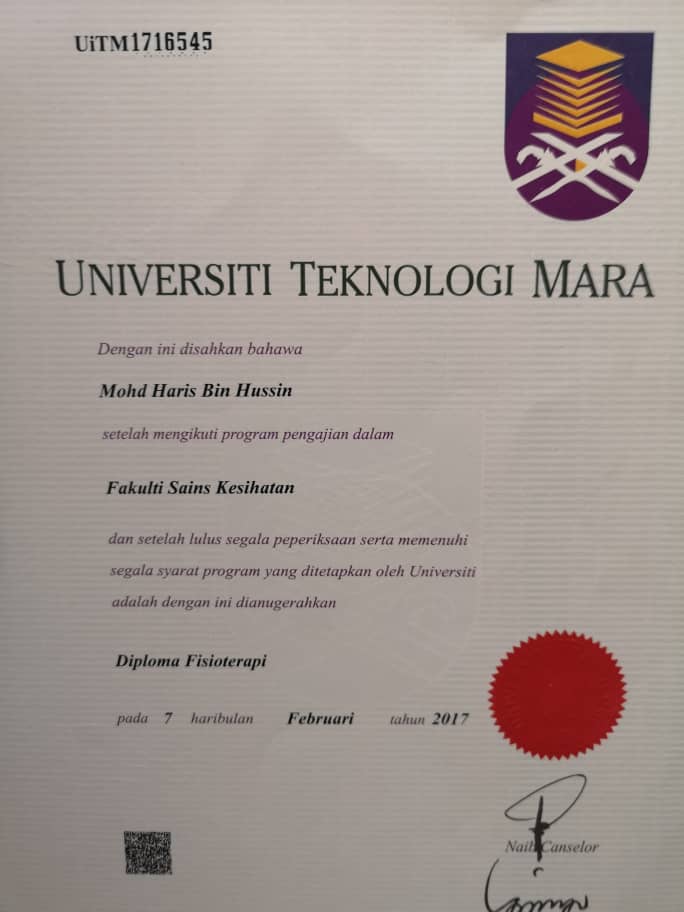 UiTM1716545
UNIVERSITI TEKNOLOGI MARA
Dengan ini disahkan bahawa
Mohd Haris Bin Hussin
setelah mengikuti program pengajian dalam
Fakulti Sains Kesihatan
dan setelah lulus segala peperiksaan serta memenuhi
segala syarat program yang ditetapkan oleh Universiti
adalah dengan ini dianugerahkan
Diploma Fisioterapi
pada 7 haribulan Februari tahun 2017
Naib Canselor